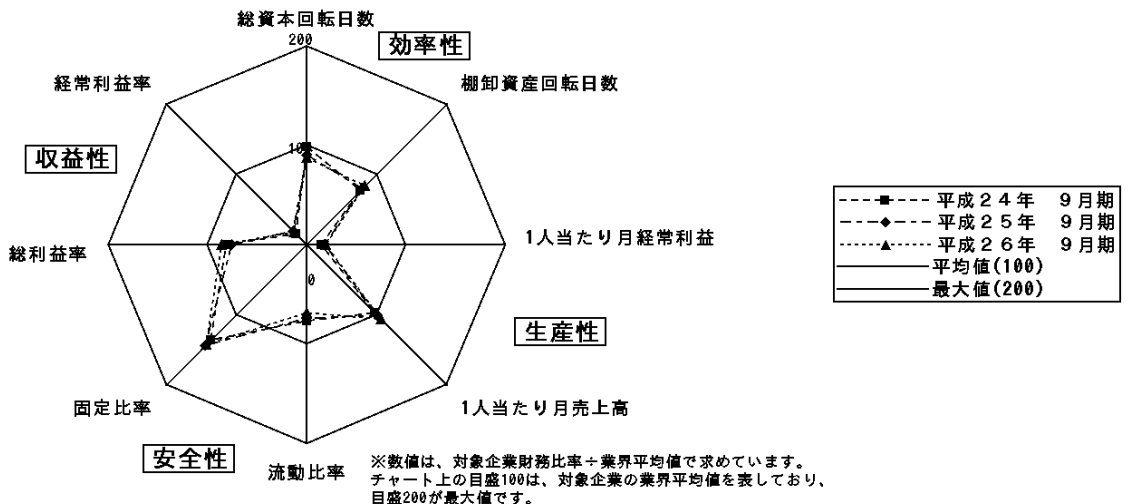 総資本回転日数
200
効率性
経常利益率
棚卸資産回転日数
10
収益性
総利益率
1人当たり月経常利益
0
生産性
固定比率
1人当たり月売上高
安全性
流動比率
平成24年 9月期
平成25年 9月期
平成26年 9月期
平均値(100)
最大値(200)
※数値は、対象企業財務比率÷業界平均値で求めています。
チャート上の目盛100は、対象企業の業界平均値を表しており、
目盛200が最大値です。